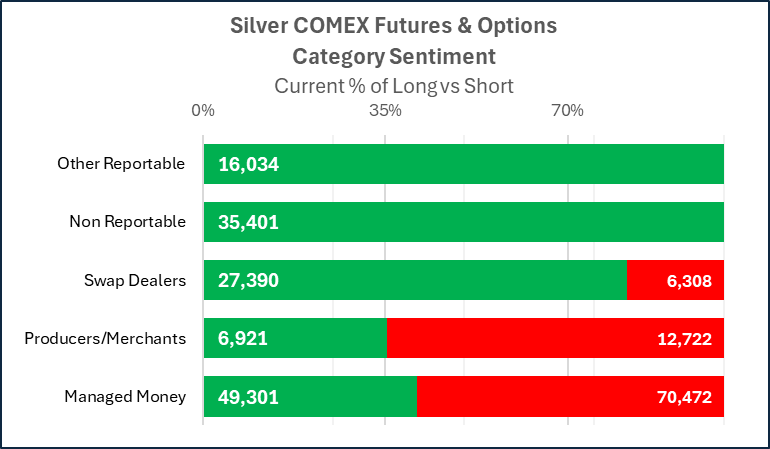 Silver COMEX Futures & Options
Category Sentiment
Current % of Long vs Short
0% 35% 70%
Other Reportable 16,034
Non Reportable 35,401
Swap Dealers 27,390 6,308
Producers/Merchants 6,921 12,722
Managed Money 49,301 70,472